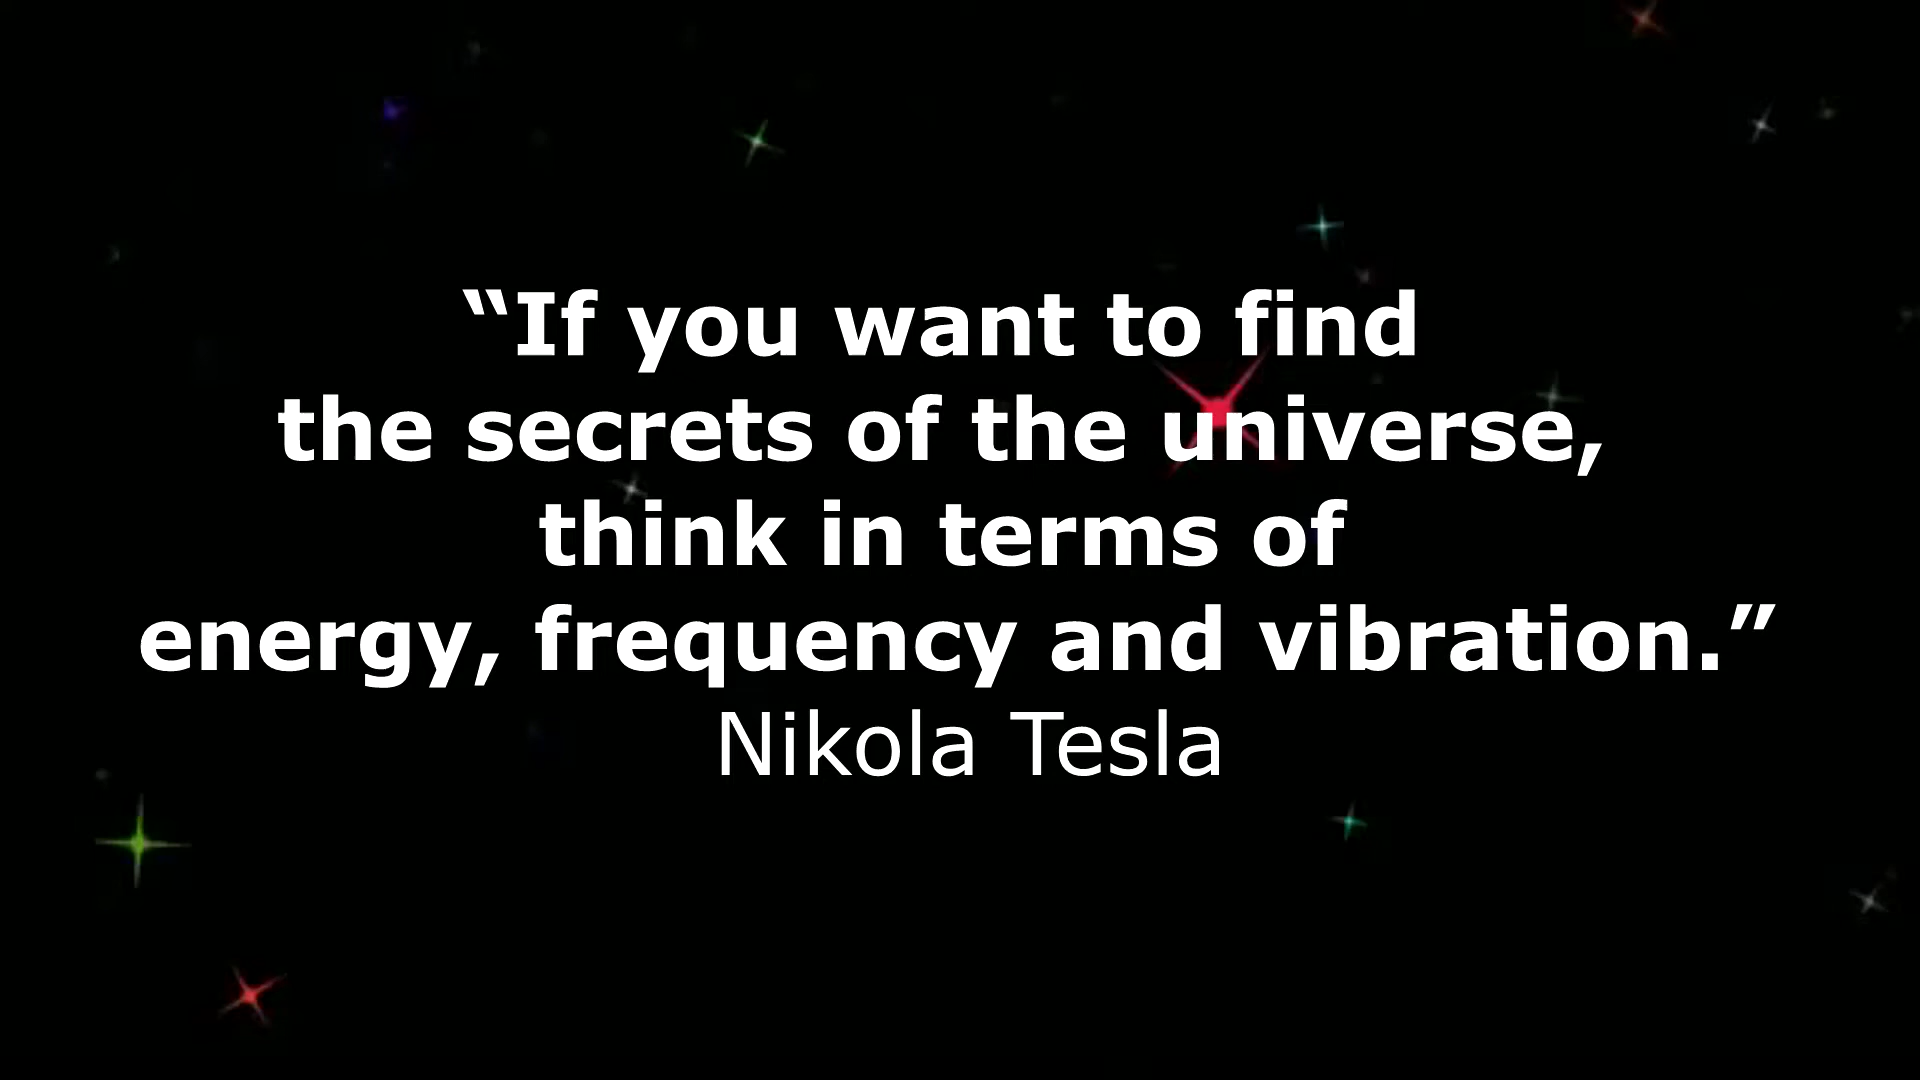 “If you want to find
the secrets of the universe,
think in terms of
energy, frequency and vibration.”
Nikola Tesla